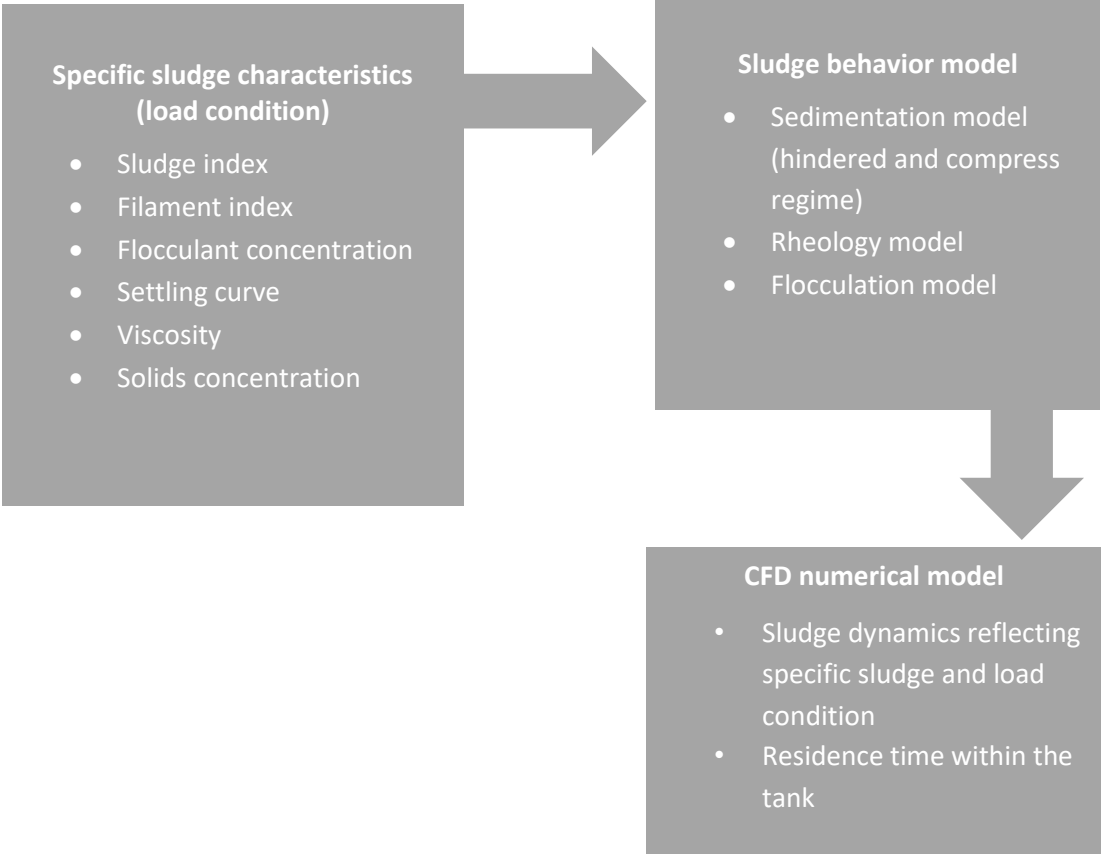 Specific sludge characteristics
(load condition)
• Sludge index
• Filament index
• Flocculant concentration
• Settling curve
• Viscosity
• Solids concentration
Sludge behavior model
• Sedimentation model
(hindered and compress
regime)
• Rheology model
• Flocculation model
CFD numerical model
• Sludge dynamics reflecting
specific sludge and load
condition
• Residence time within the
tank